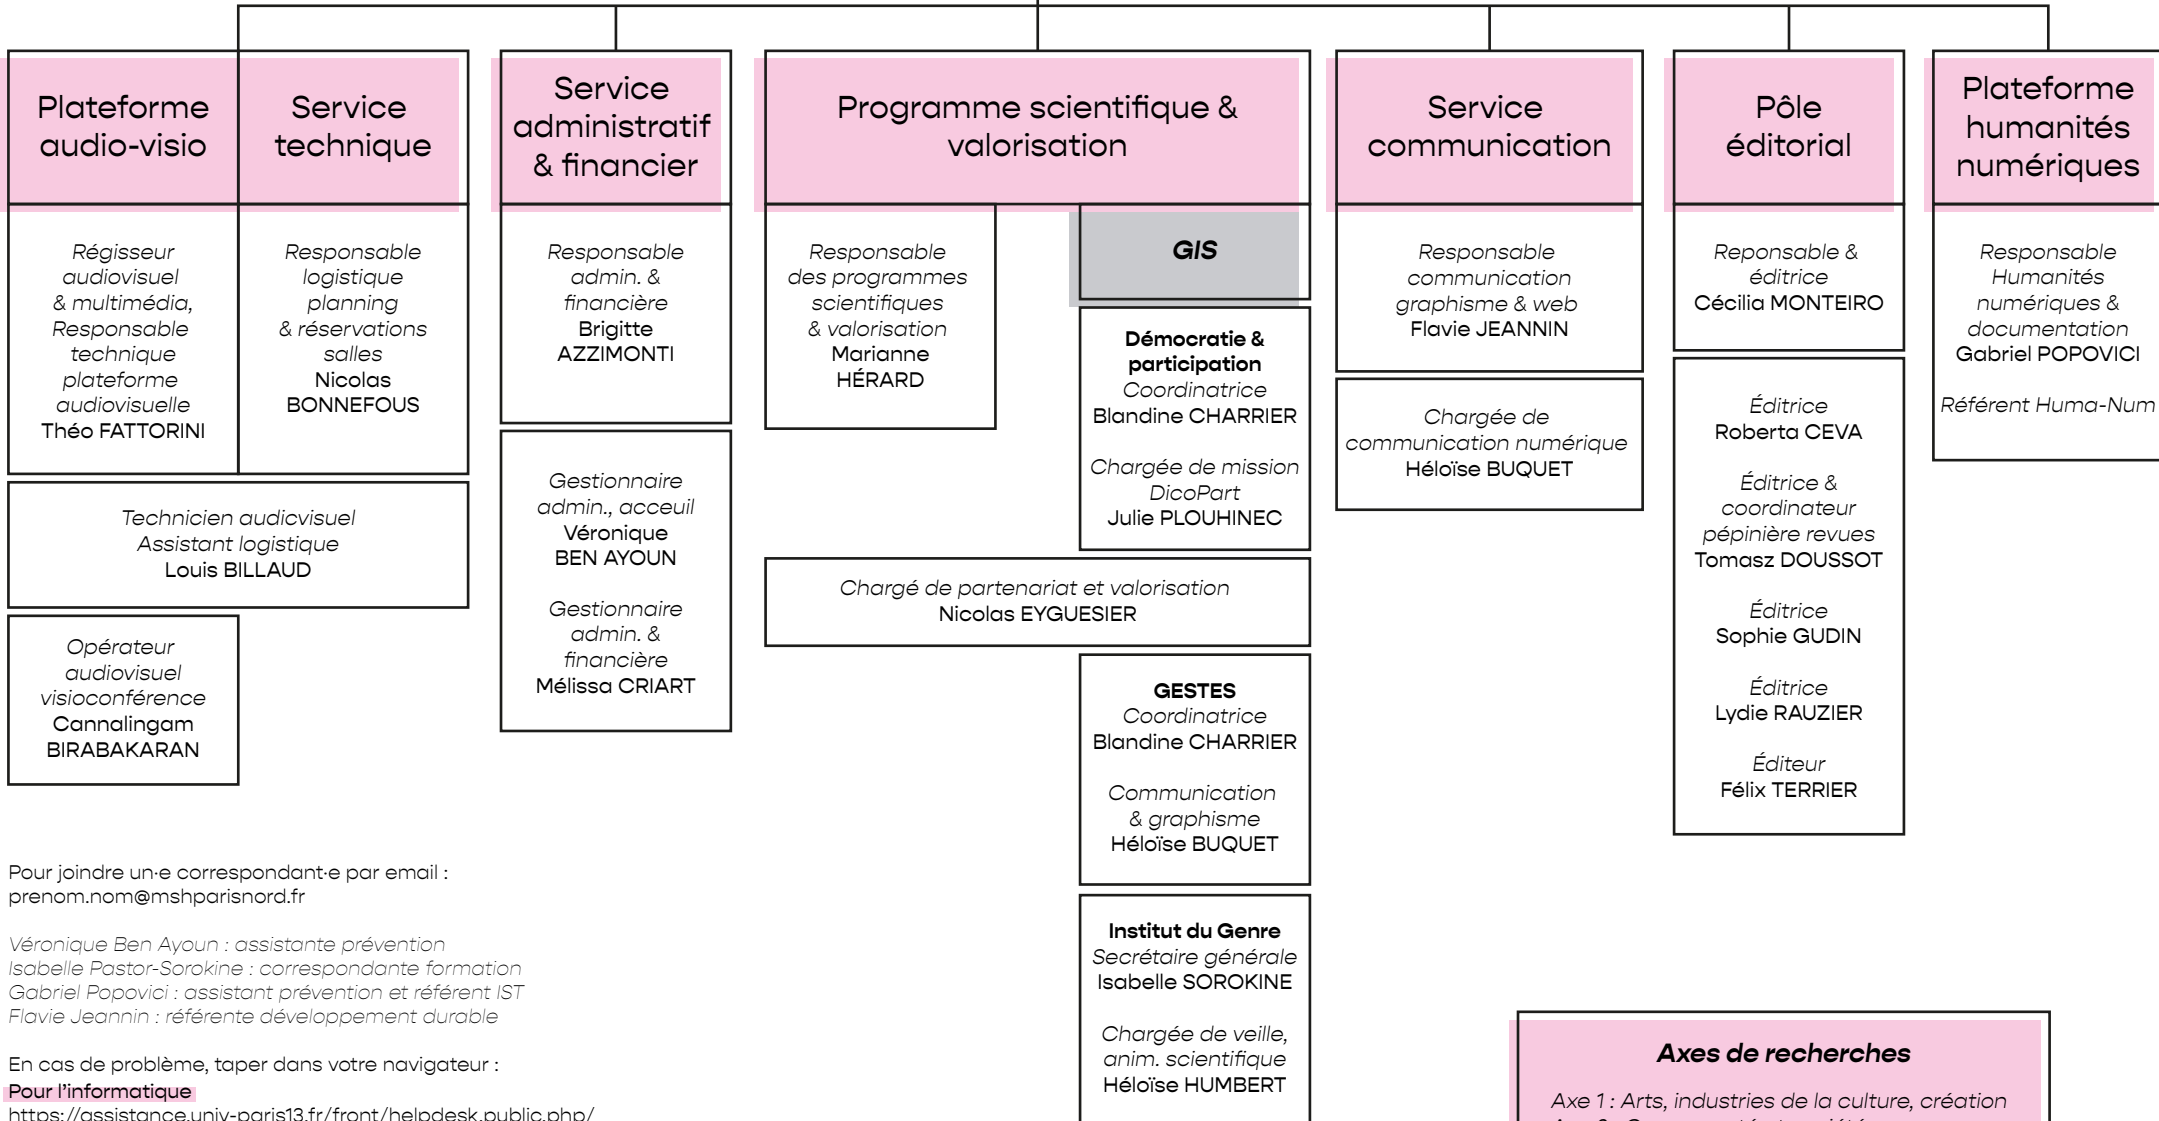 Plateforme
audio-visio
Service
technique
Service
administratif
& financier
Programme scientifique &
valorisation
Service
communication
Pôle
éditorial
Plateforme
humanités
numériques
Régisseur
audiovisuel
& multimédia,
Responsable
technique
plateforme
audiovisuelle
Théo FATTORINI
Responsable
logistique
planning
& réservations
salles
Nicolas
BONNEFOUS
Technicien audicvisuel
Assistant logistique
Louis BILLAUD
Opérateur
audiovisuel
visioconférence
Cannalingam
BIRABAKARAN
Responsable
admin. &
financière
Brigitte
AZZIMONTI
Gestionnaire
admin., acceuil
Véronique
BEN AYOUN
Gestionnaire
admin. &
financière
Mélissa CRIART
Responsable
des programmes
scientifiques
& valorisation
Marianne
HÉRARD
GIS
Démocratie &
participation
Coordinatrice
Blandine CHARRIER
Chargée de mission
DicoPart
Julie PLOUHINEC
Chargé de partenariat et valorisation
Nicolas EYGUESIER
GESTES
Coordinatrice
Blandine CHARRIER
Communication
& graphisme
Héloïse BUQUET
Institut du Genre
Secrétaire générale
Isabelle SOROKINE
Chargée de veille,
anim. scientifique
Héloïse HUMBERT
Responsable
communication
graphisme & web
Flavie JEANNIN
Chargée de
communication numérique
Héloïse BUQUET
Reponsable &
éditrice
Cécilia MONTEIRO
Éditrice
Roberta CEVA
Éditrice &
coordinateur
pépinière revues
Tomasz DOUSSOT
Éditrice
Sophie GUDIN
Éditrice
Lydie RAUZIER
Éditeur
Félix TERRIER
Responsable
Humanités
numériques &
documentation
Gabriel POPOVICI
Référent Huma-Num
Pour joindre un·e correspondant·e par email :
prenom.nom@mshparisnord.fr
Véronique Ben Ayoun : assistante prévention
Isabelle Pastor-Sorokine : correspondante formation
Gabriel Popovici : assistant prévention et référent IST
Flavie Jeannin : référente développement durable
En cas de problème, taper dans votre navigateur :
Pour l'informatique
https://assistance.univ-paris13.fr/front/helpdesk.public.php/
Axes de recherches
Axe 1 : Arts, industries de la culture, création